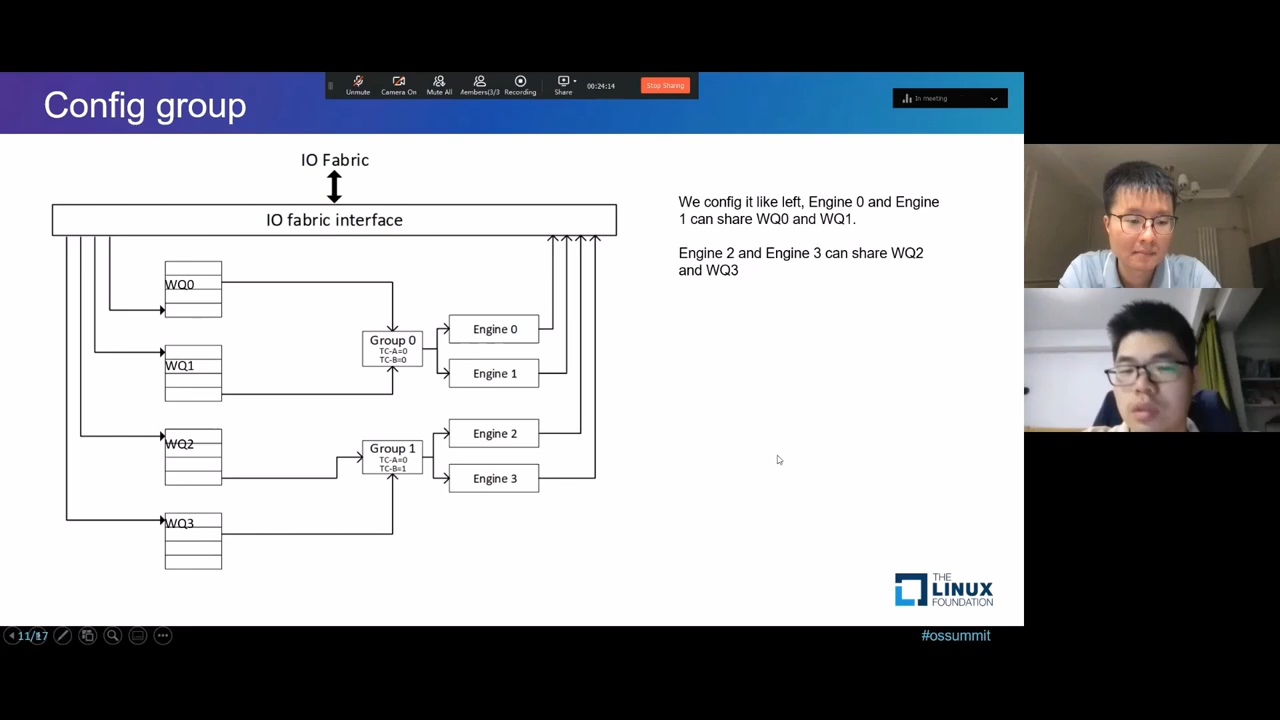 Config group
Unmute
Camera On
Mute All
Members(3/3
Recording
Share
00:24:14
Stop Sharing
In meeting
IO Fabric
IO fabric interface
We config it like left, Engine 0 and Engine
1 can share WQ0 and WQ1.
Engine 2 and Engine 3 can share WQ2
and WQ3
WQ0
WQ1
WQ2
WQ3
Group 0
TC-A=0
TC-B=0
Engine 0
Engine 1
Group 1
TC-A=0
TC-B=1
Engine 2
Engine 3
THE
LINUX
FOUNDATION
11/17
#ossummit